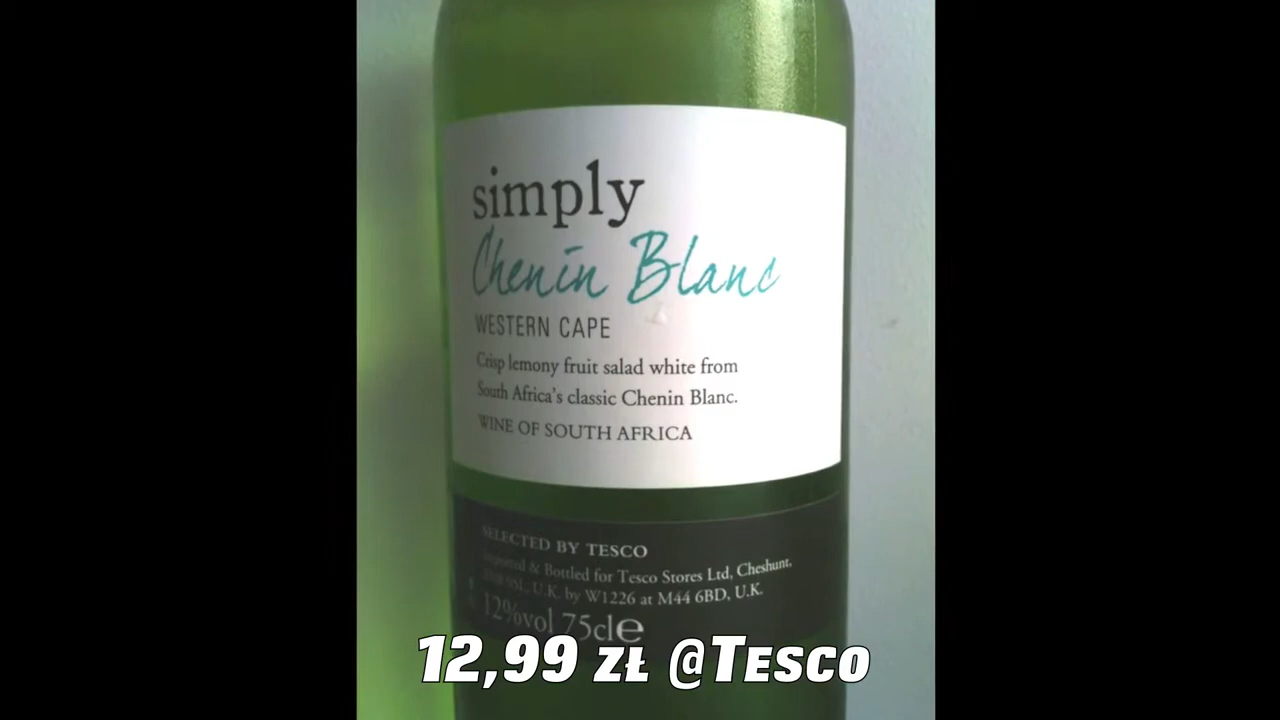 simply
Chenin Blanc
WESTERN CAPE
Crisp lemony fruit salad white from
South Africa's classic Chenin Blanc.
WINE OF SOUTH AFRICA
SELECTED BY TESCO
Imported & Bottled for Tesco Stores Ltd, Cheshunt,
9SL, U.K. by W1226 at M44 6BD, U.K.
12%vol 75cl℮
12,99 zł @Tesco